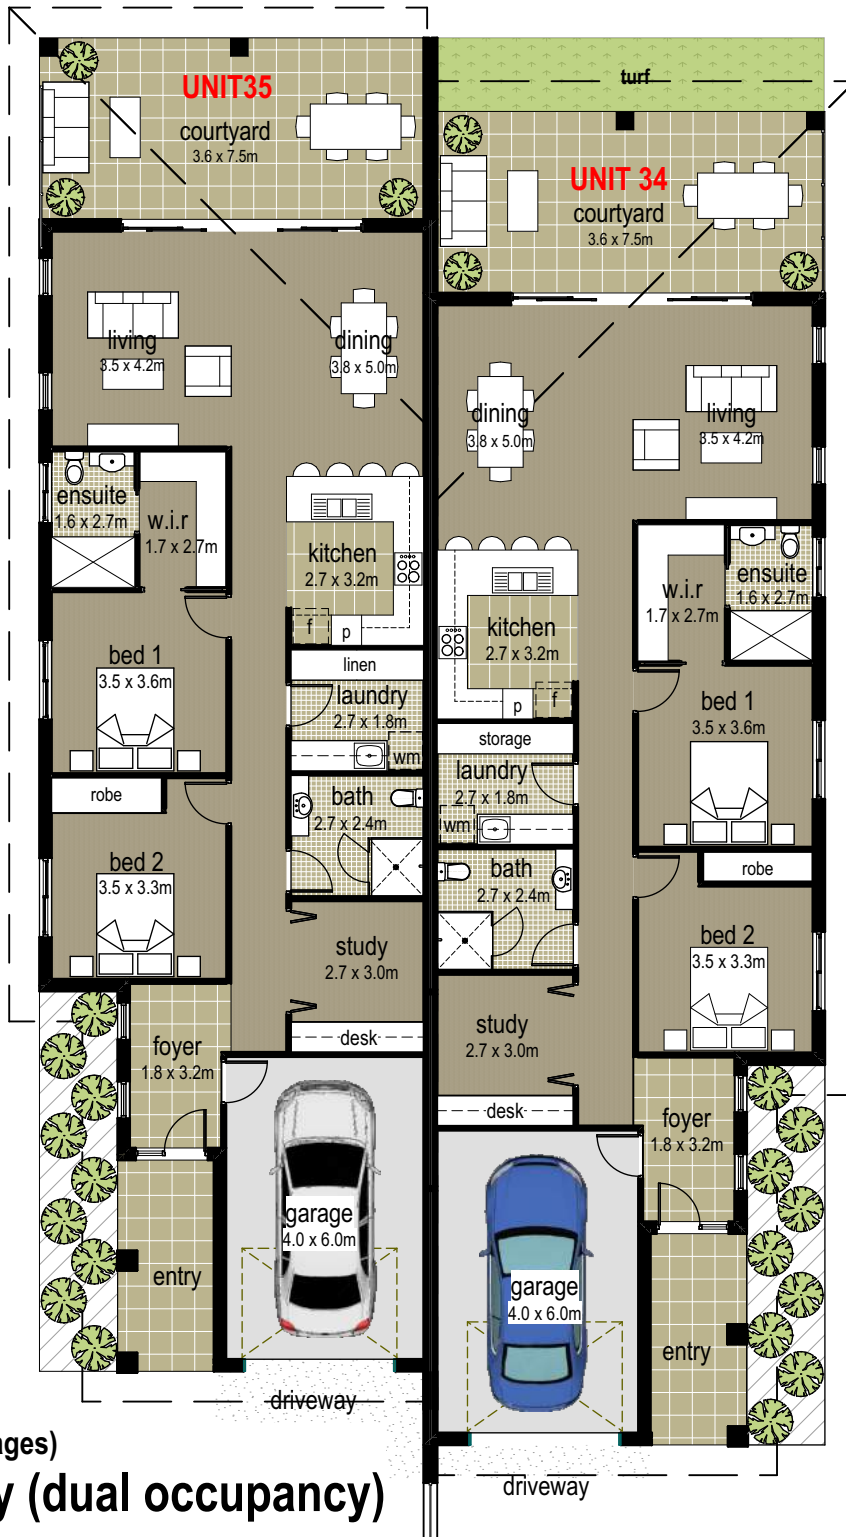 UNIT35
courtyard
3.6 x 7.5m
living
3.5 x 4.2m
dining
3.8 x 5.0m
ensuite
1.6 x 2.7m
w.i.r
1.7 x 2.7m
kitchen
2.7 x 3.2m
f
p
linen
bed 1
3.5 x 3.6m
laundry
2.7 x 1.8m
wm
robe
bath
2.7 x 2.4m
bed 2
3.5 x 3.3m
study
2.7 x 3.0m
desk
foyer
1.8 x 3.2m
garage
4.0 x 6.0m
entry
driveway
turf
UNIT 34
courtyard
3.6 x 7.5m
dining
3.8 x 5.0m
living
3.5 x 4.2m
w.i.r
1.7 x 2.7m
ensuite
1.6 x 2.7m
kitchen
2.7 x 3.2m
p
f
storage
bed 1
3.5 x 3.6m
laundry
2.7 x 1.8m
wm
bath
2.7 x 2.4m
robe
bed 2
3.5 x 3.3m
study
2.7 x 3.0m
desk
foyer
1.8 x 3.2m
garage
4.0 x 6.0m
entry
driveway
ages)
y (dual occupancy)